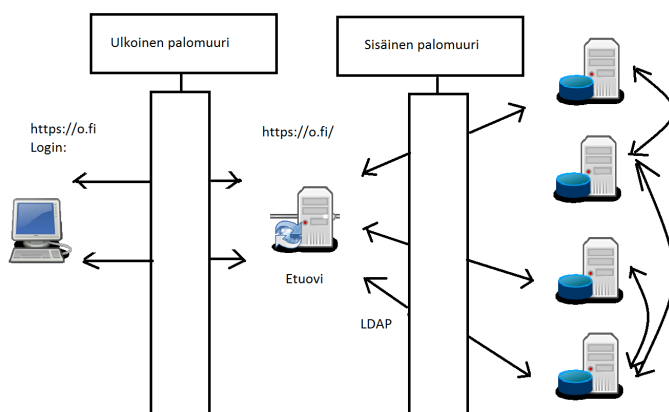 Ulkoinen palomuuri
Sisäinen palomuuri
https://o.fi
Login:
https://o.fi/
Etuovi
LDAP